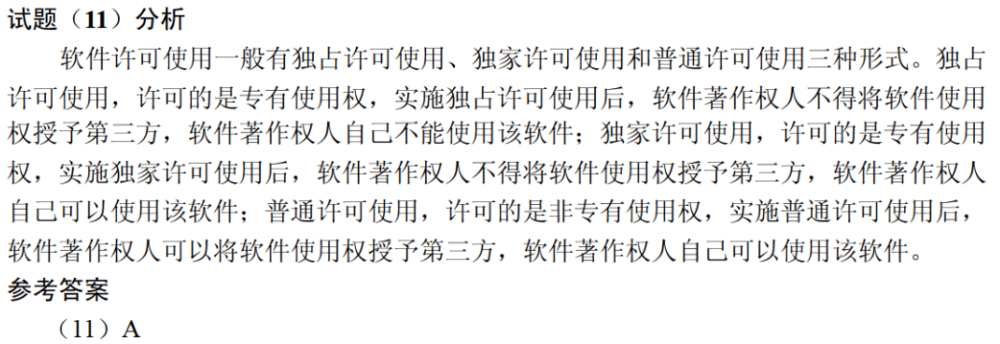 试题（11）分析
软件许可使用一般有独占许可使用、独家许可使用和普通许可使用三种形式。独占
许可使用，许可的是专有使用权，实施独占许可使用后，软件著作权人不得将软件使用
权授予第三方，软件著作权人自己不能使用该软件；独家许可使用，许可的是专有使用
权，实施独家许可使用后，软件著作权人不得将软件使用权授予第三方，软件著作权人
自己可以使用该软件；普通许可使用，许可的是非专有使用权，实施普通许可使用后，
软件著作权人可以将软件使用权授予第三方，软件著作权人自己可以使用该软件。
参考答案
（11）A